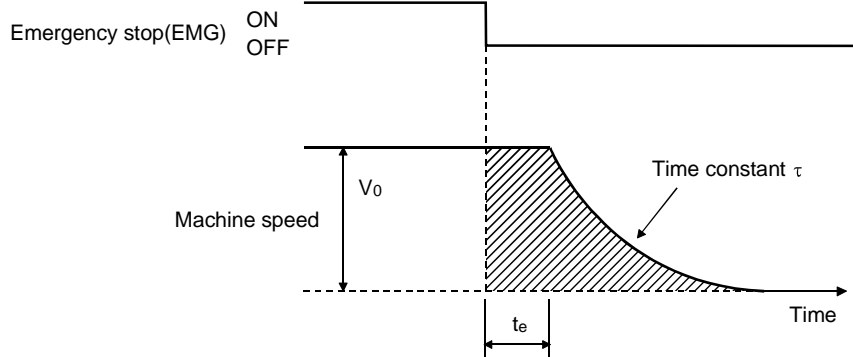 ON
Emergency stop(EMG)
OFF
Time constant τ
V0
Machine speed
Time
te